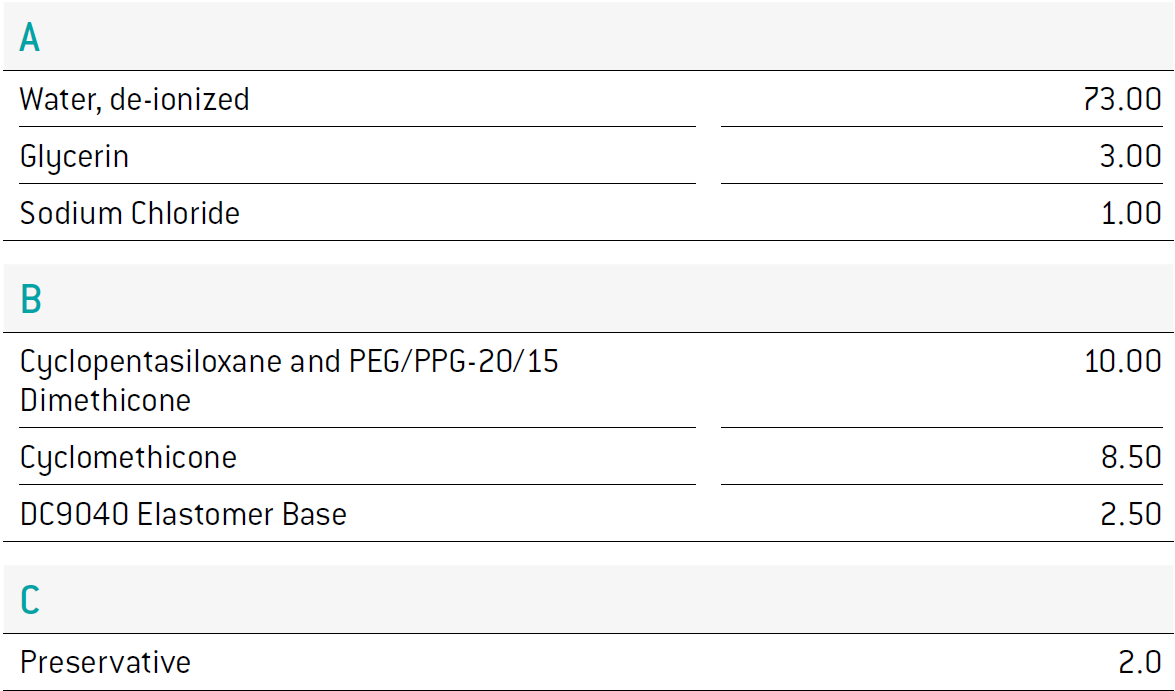 A
Water, de-ionized 73.00
Glycerin 3.00
Sodium Chloride 1.00
B
Cyclopentasiloxane and PEG/PPG-20/15 10.00
Dimethicone
Cyclomethicone 8.50
DC9040 Elastomer Base 2.50
C
Preservative 2.0